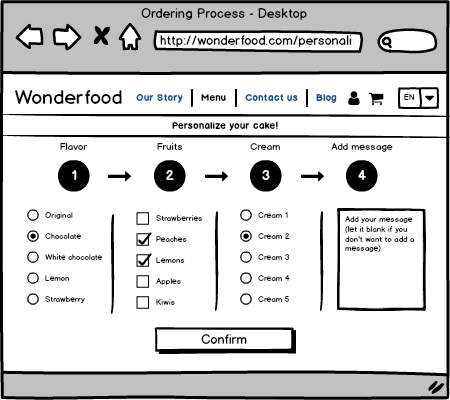 Ordering Process - Desktop
http://wonderfood.com/personali
Wonderfood Our Story Menu Contact us Blog EN
Personalize your cake!
Flavor Fruits Cream Add message
1 2 3 4
Original Strawberries Cream 1
Chocolate Peaches Cream 2
White chocolate Lemons Cream 3
Lemon Apples Cream 4
Strawberry Kiwis Cream 5
Add your message
(let it blank if you
don't want to add a
message)
Confirm